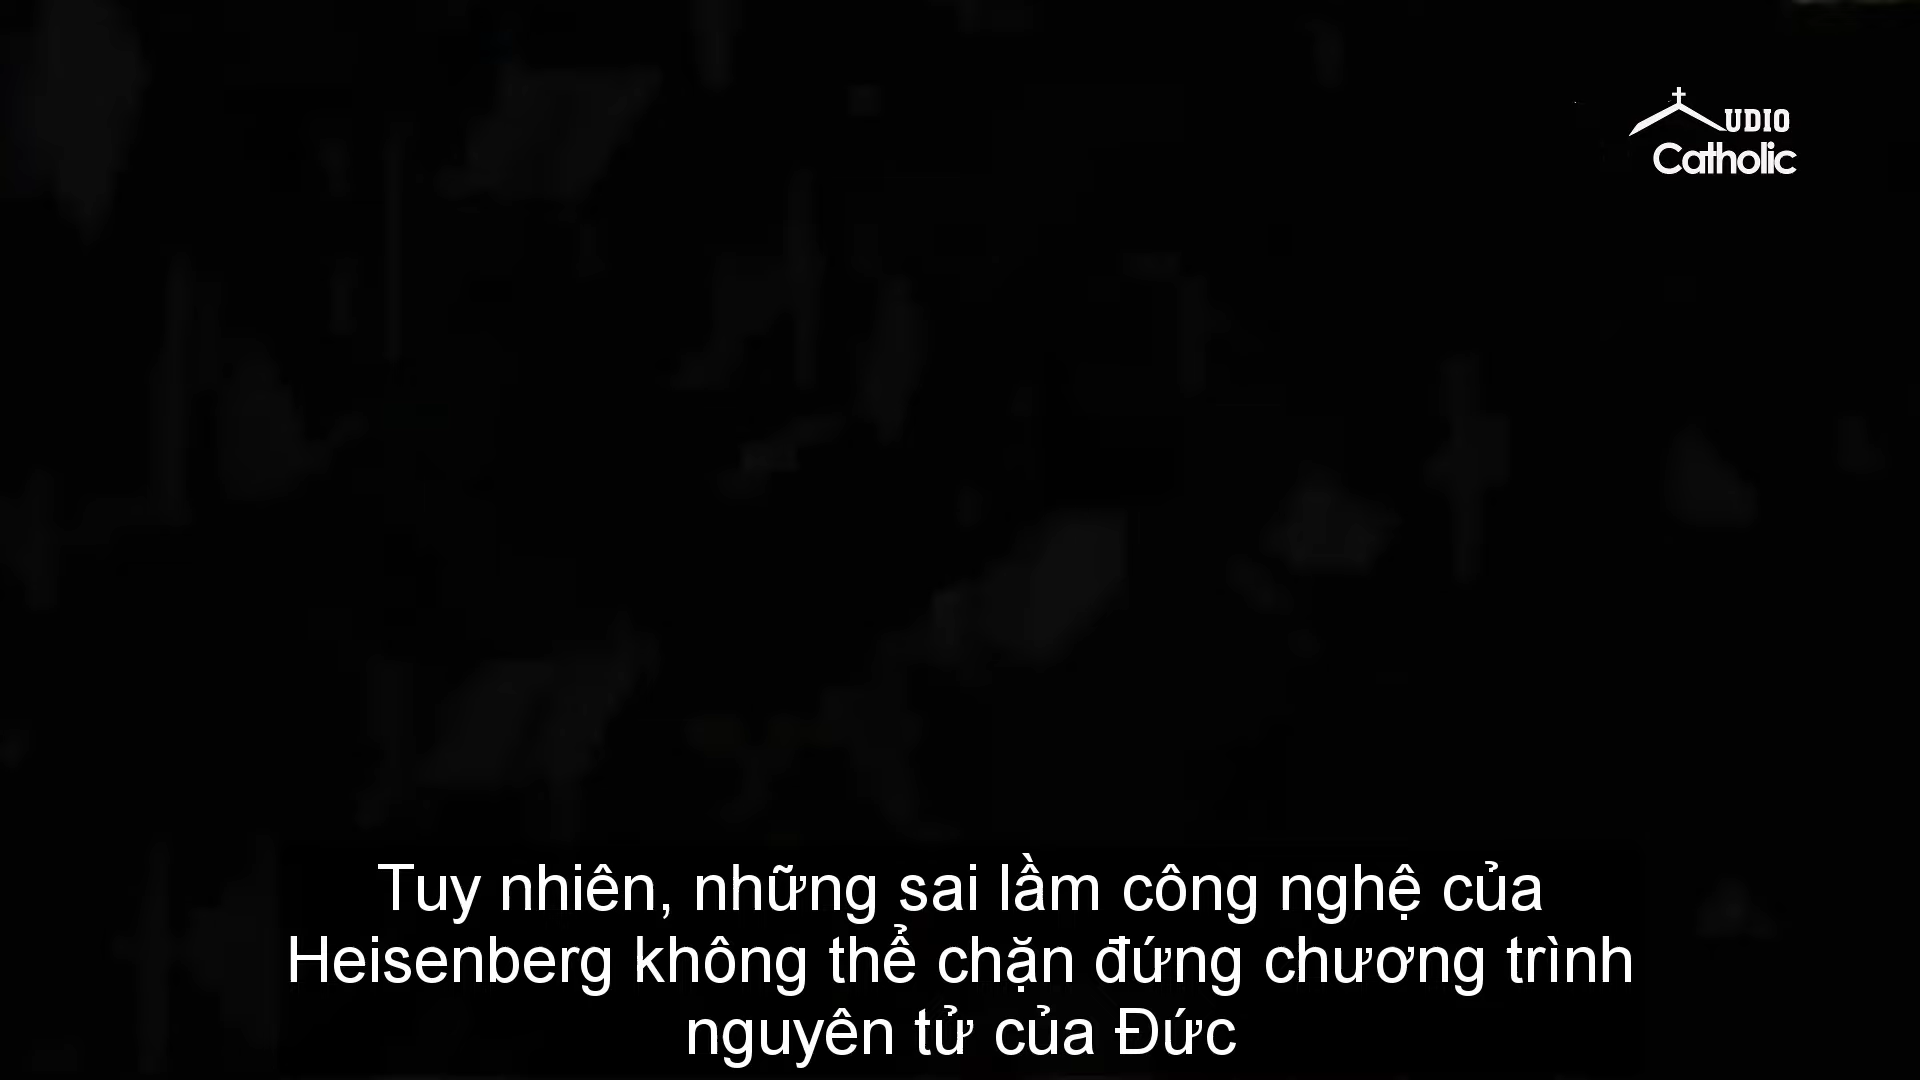 UDIO
Catholic
Tuy nhiên, những sai lầm công nghệ của
Heisenberg không thể chặn đứng chương trình
nguyên tử của Đức